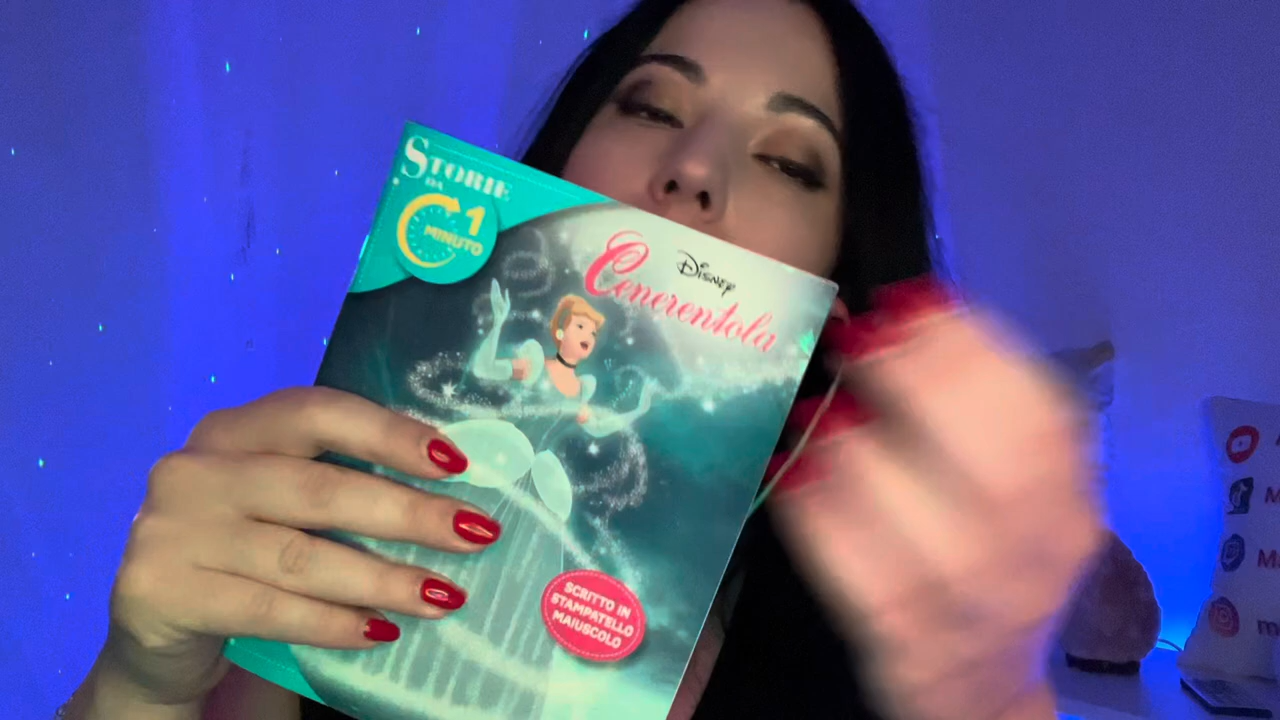 STORIE
DA
1
MINUTO
DISNEY
Cenerentola
SCRITTO IN
STAMPATELLO
MAIUSCOLO